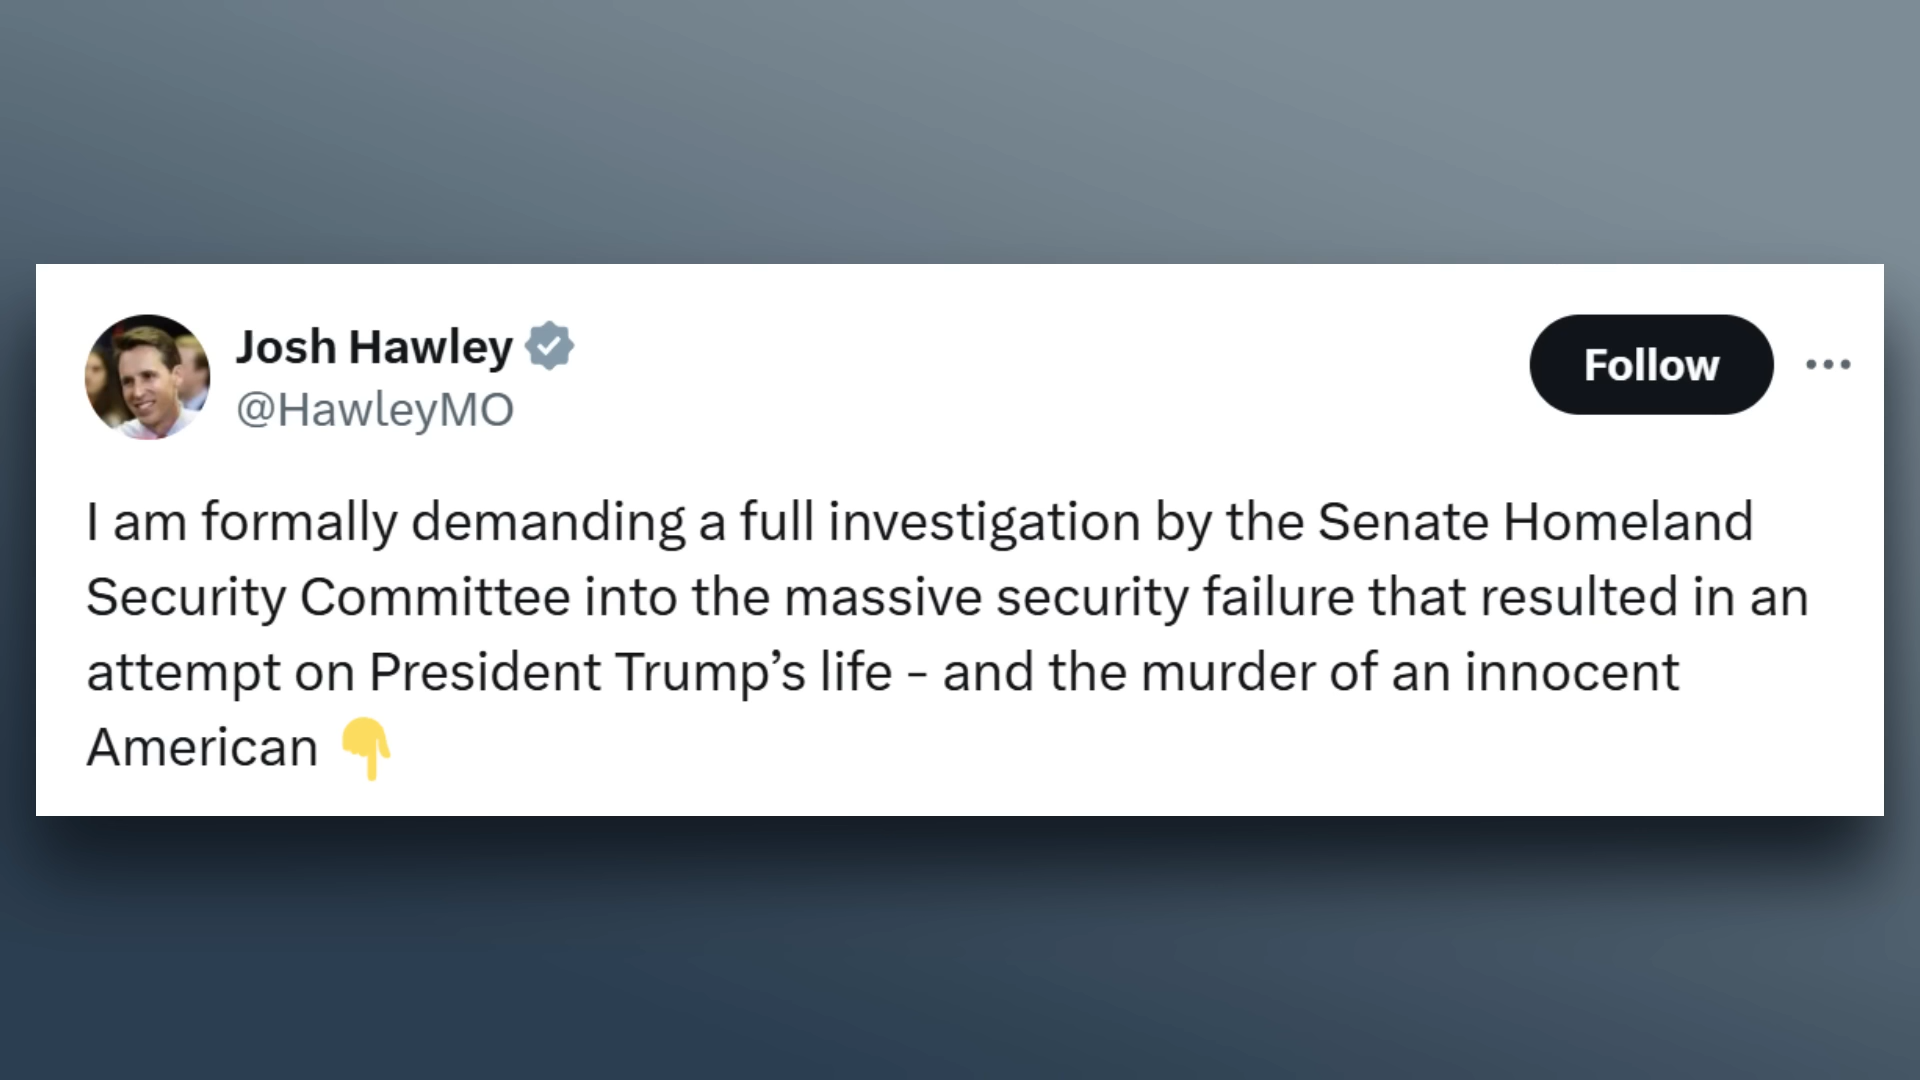 Josh Hawley
@HawleyMO
Follow
I am formally demanding a full investigation by the Senate Homeland
Security Committee into the massive security failure that resulted in an
attempt on President Trump’s life - and the murder of an innocent
American 👇